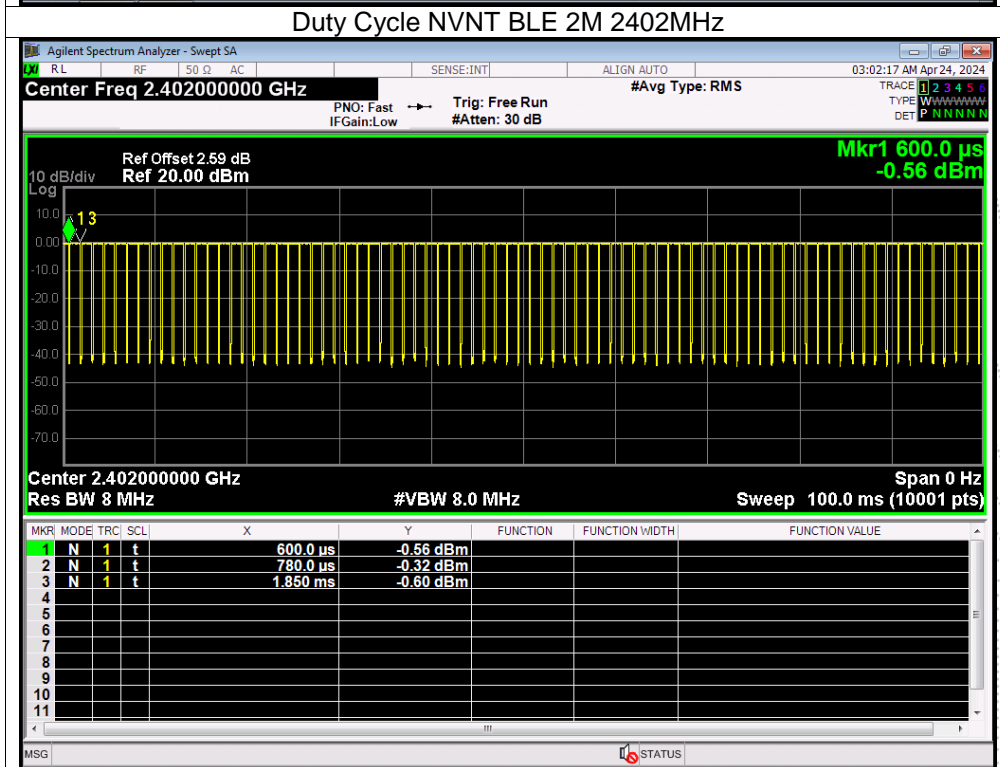 Duty Cycle NVNT BLE 2M 2402MHz
Agilent Spectrum Analyzer - Swept SA
LXI RL RF 50 Ω AC SENSE:INT ALIGN AUTO 03:02:17 AM Apr 24, 2024
Center Freq 2.402000000 GHz #Avg Type: RMS TRACE 1 2 3 4 5 6
PNO: Fast Trig: Free Run TYPE WWWWWW
IFGain:Low #Atten: 30 dB DET P N N N N N
Mkr1 600.0 µs
Ref Offset 2.59 dB
10 dB/div Ref 20.00 dBm -0.56 dBm
Log
10.0
1 3
0.00
-10.0
-20.0
-30.0
-40.0
-50.0
-60.0
-70.0
Center 2.402000000 GHz Span 0 Hz
Res BW 8 MHz #VBW 8.0 MHz Sweep 100.0 ms (10001 pts)
MKR MODE TRC SCL X Y FUNCTION FUNCTION WIDTH FUNCTION VALUE
1 N 1 t 600.0 µs -0.56 dBm
2 N 1 t 780.0 µs -0.32 dBm
3 N 1 t 1.850 ms -0.60 dBm
4
5
6
7
8
9
10
11
MSG STATUS